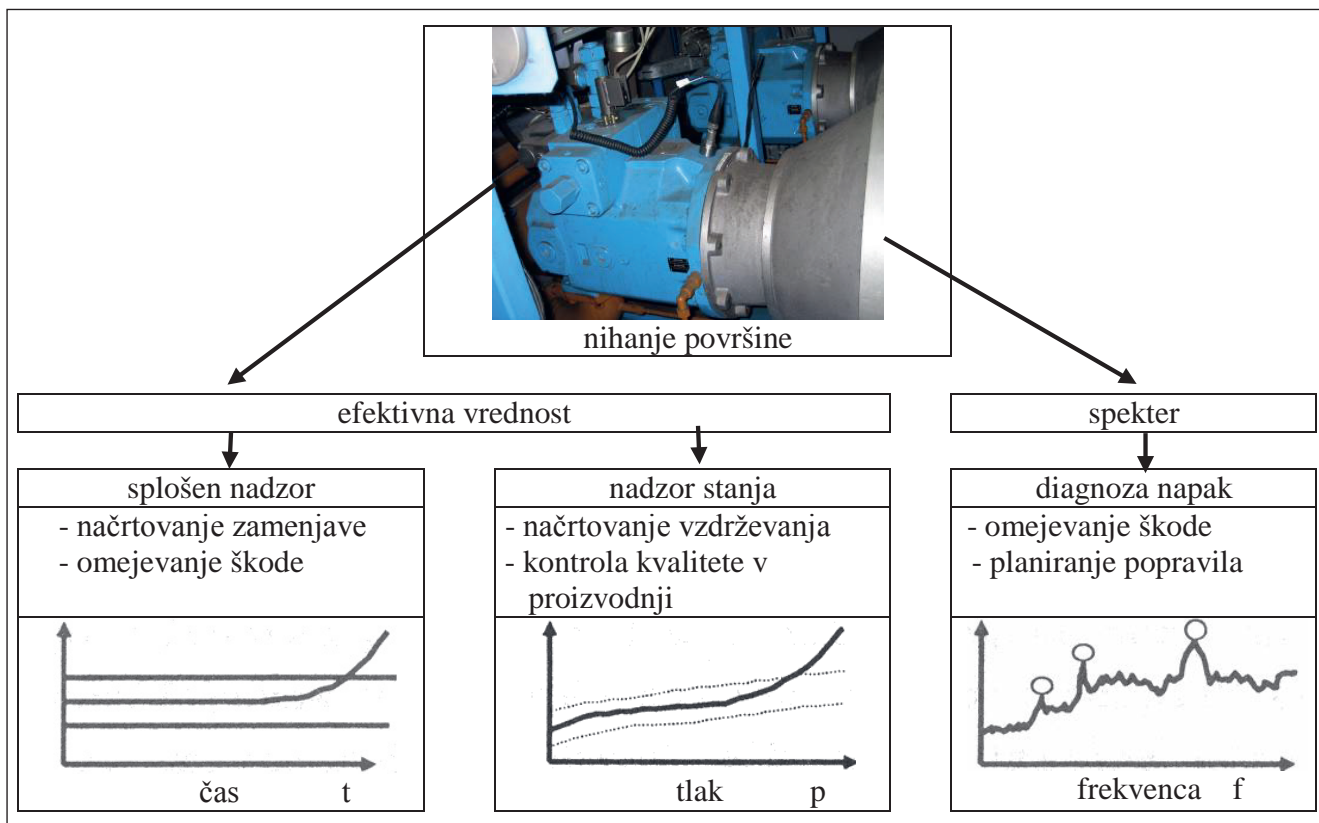 nihanje površine
efektivna vrednost
spekter
splošen nadzor
- načrtovanje zamenjave
- omejevanje škode
čas t
nadzor stanja
- načrtovanje vzdrževanja
- kontrola kvalitete v
proizvodnji
tlak p
diagnoza napak
- omejevanje škode
- planiranje popravila
frekvenca f